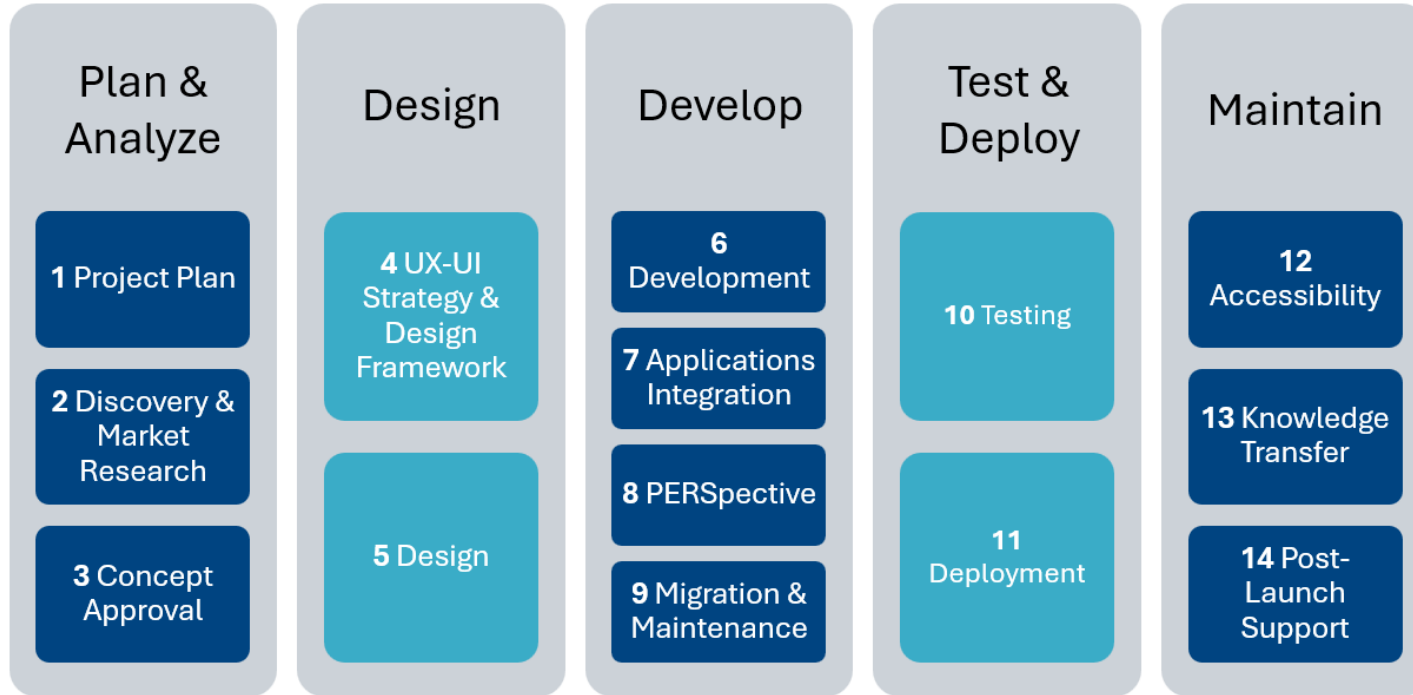 Plan &
Analyze
1 Project Plan
2 Discovery &
Market
Research
3 Concept
Approval
Design
4 UX-UI
Strategy &
Design
Framework
5 Design
Develop
6
Development
7 Applications
Integration
8 PERSpective
9 Migration &
Maintenance
Test &
Deploy
10 Testing
11
Deployment
Maintain
12
Accessibility
13 Knowledge
Transfer
14 Post-
Launch
Support